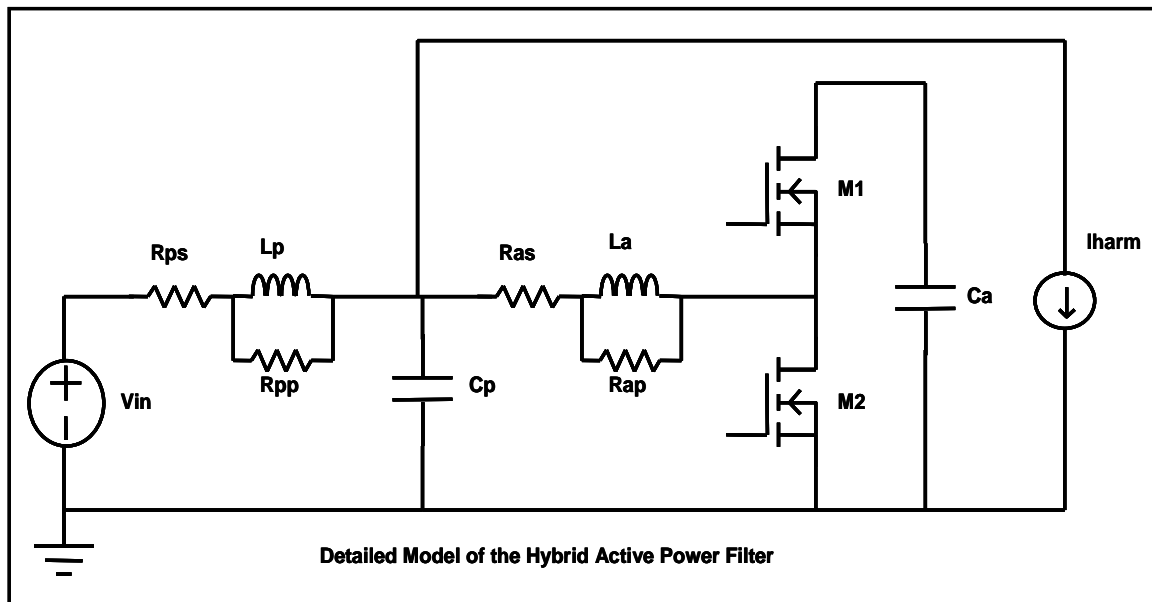 M1
Rps
Lp
Ras
La
Iharm
Ca
Rpp
Cp
Rap
Vin
M2
Detailed Model of the Hybrid Active Power Filter